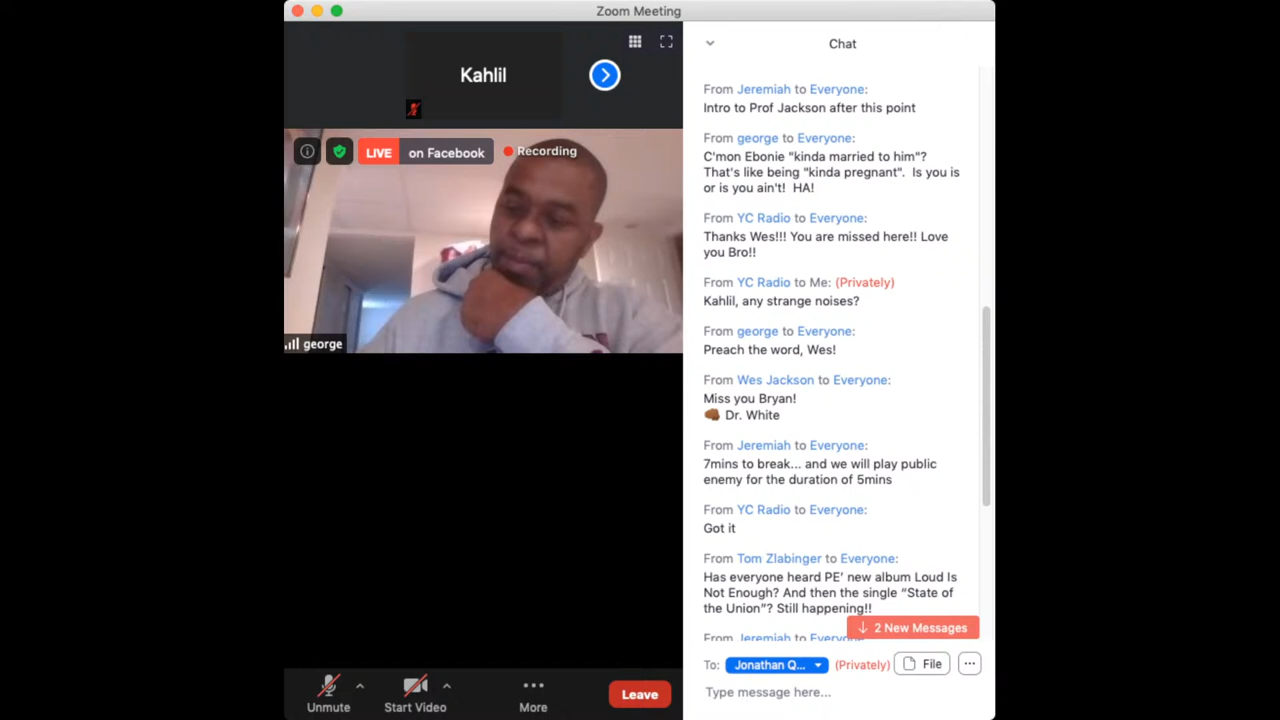 Zoom Meeting
Kahlil
LIVE on Facebook
Recording
george
Chat
From Jeremiah to Everyone:
Intro to Prof Jackson after this point
From george to Everyone:
C'mon Ebonie "kinda married to him"?
That's like being "kinda pregnant". Is you is
or is you ain't! HA!
From YC Radio to Everyone:
Thanks Wes!!! You are missed here!! Love
you Bro!!
From YC Radio to Me: (Privately)
Kahlil, any strange noises?
From george to Everyone:
Preach the word, Wes!
From Wes Jackson to Everyone:
Miss you Bryan!
👊🏾 Dr. White
From Jeremiah to Everyone:
7mins to break... and we will play public
enemy for the duration of 5mins
From YC Radio to Everyone:
Got it
From Tom Zlabinger to Everyone:
Has everyone heard PE' new album Loud Is
Not Enough? And then the single “State of
the Union”? Still happening!!
2 New Messages
From Jeremiah to Everyone:
To: Jonathan Q... (Privately) File
Type message here...
Unmute
Start Video
More
Leave